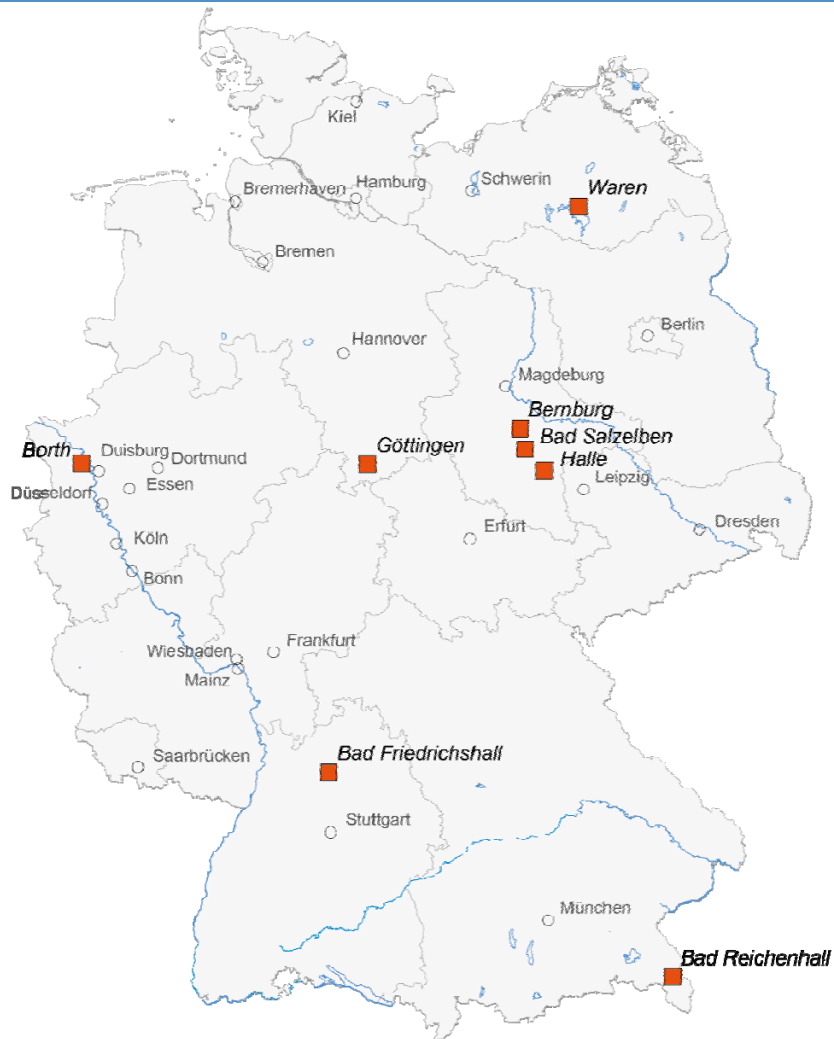 Kiel
Schwerin
Waren
Bremerhaven
Hamburg
Bremen
Berlin
Hannover
Magdeburg
Bernburg
Bad Salzelben
Halle
Göttingen
Borth
Duisburg
Dortmund
Essen
Düsseldorf
Leipzig
Dresden
Erfurt
Köln
Bonn
Frankfurt
Wiesbaden
Mainz
Bad Friedrichshall
Saarbrücken
Stuttgart
München
Bad Reichenhall